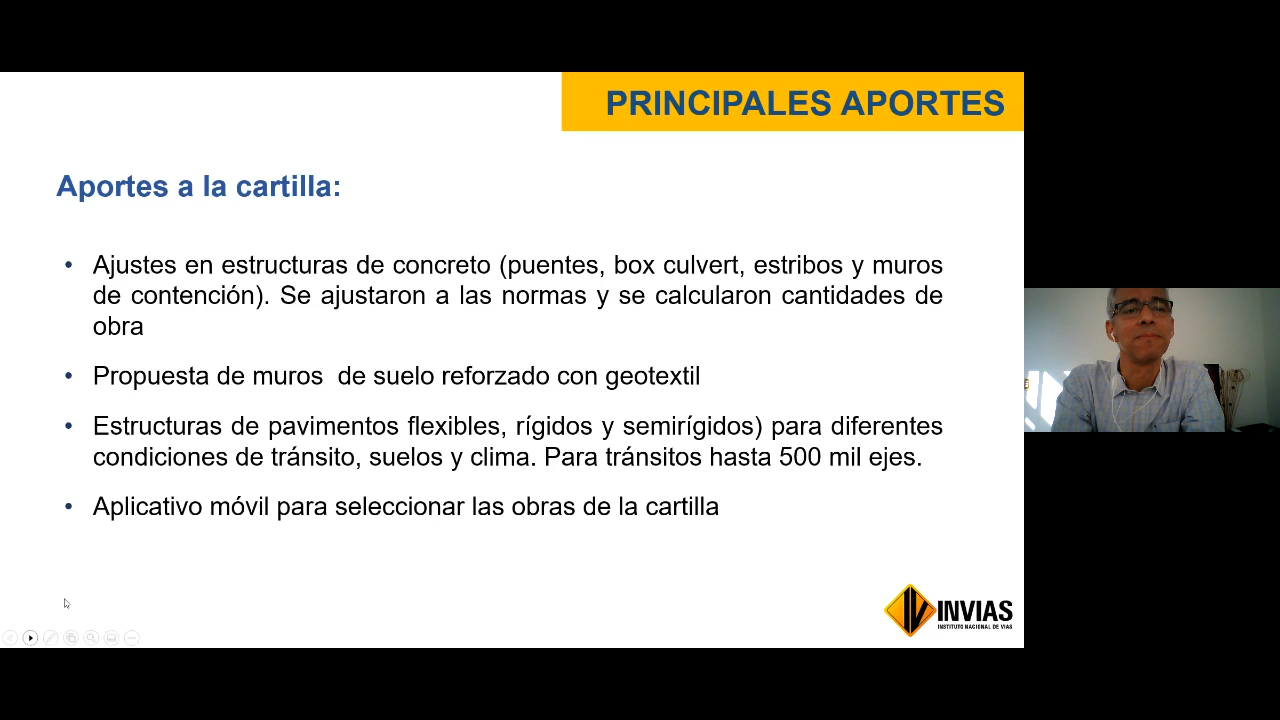 PRINCIPALES APORTES
Aportes a la cartilla:
• Ajustes en estructuras de concreto (puentes, box culvert, estribos y muros
de contención). Se ajustaron a las normas y se calcularon cantidades de
obra
• Propuesta de muros  de suelo reforzado con geotextil
• Estructuras de pavimentos flexibles, rígidos y semirígidos) para diferentes
condiciones de tránsito, suelos y clima. Para tránsitos hasta 500 mil ejes.
• Aplicativo móvil para seleccionar las obras de la cartilla
INVIAS
INSTITUTO NACIONAL DE VIAS